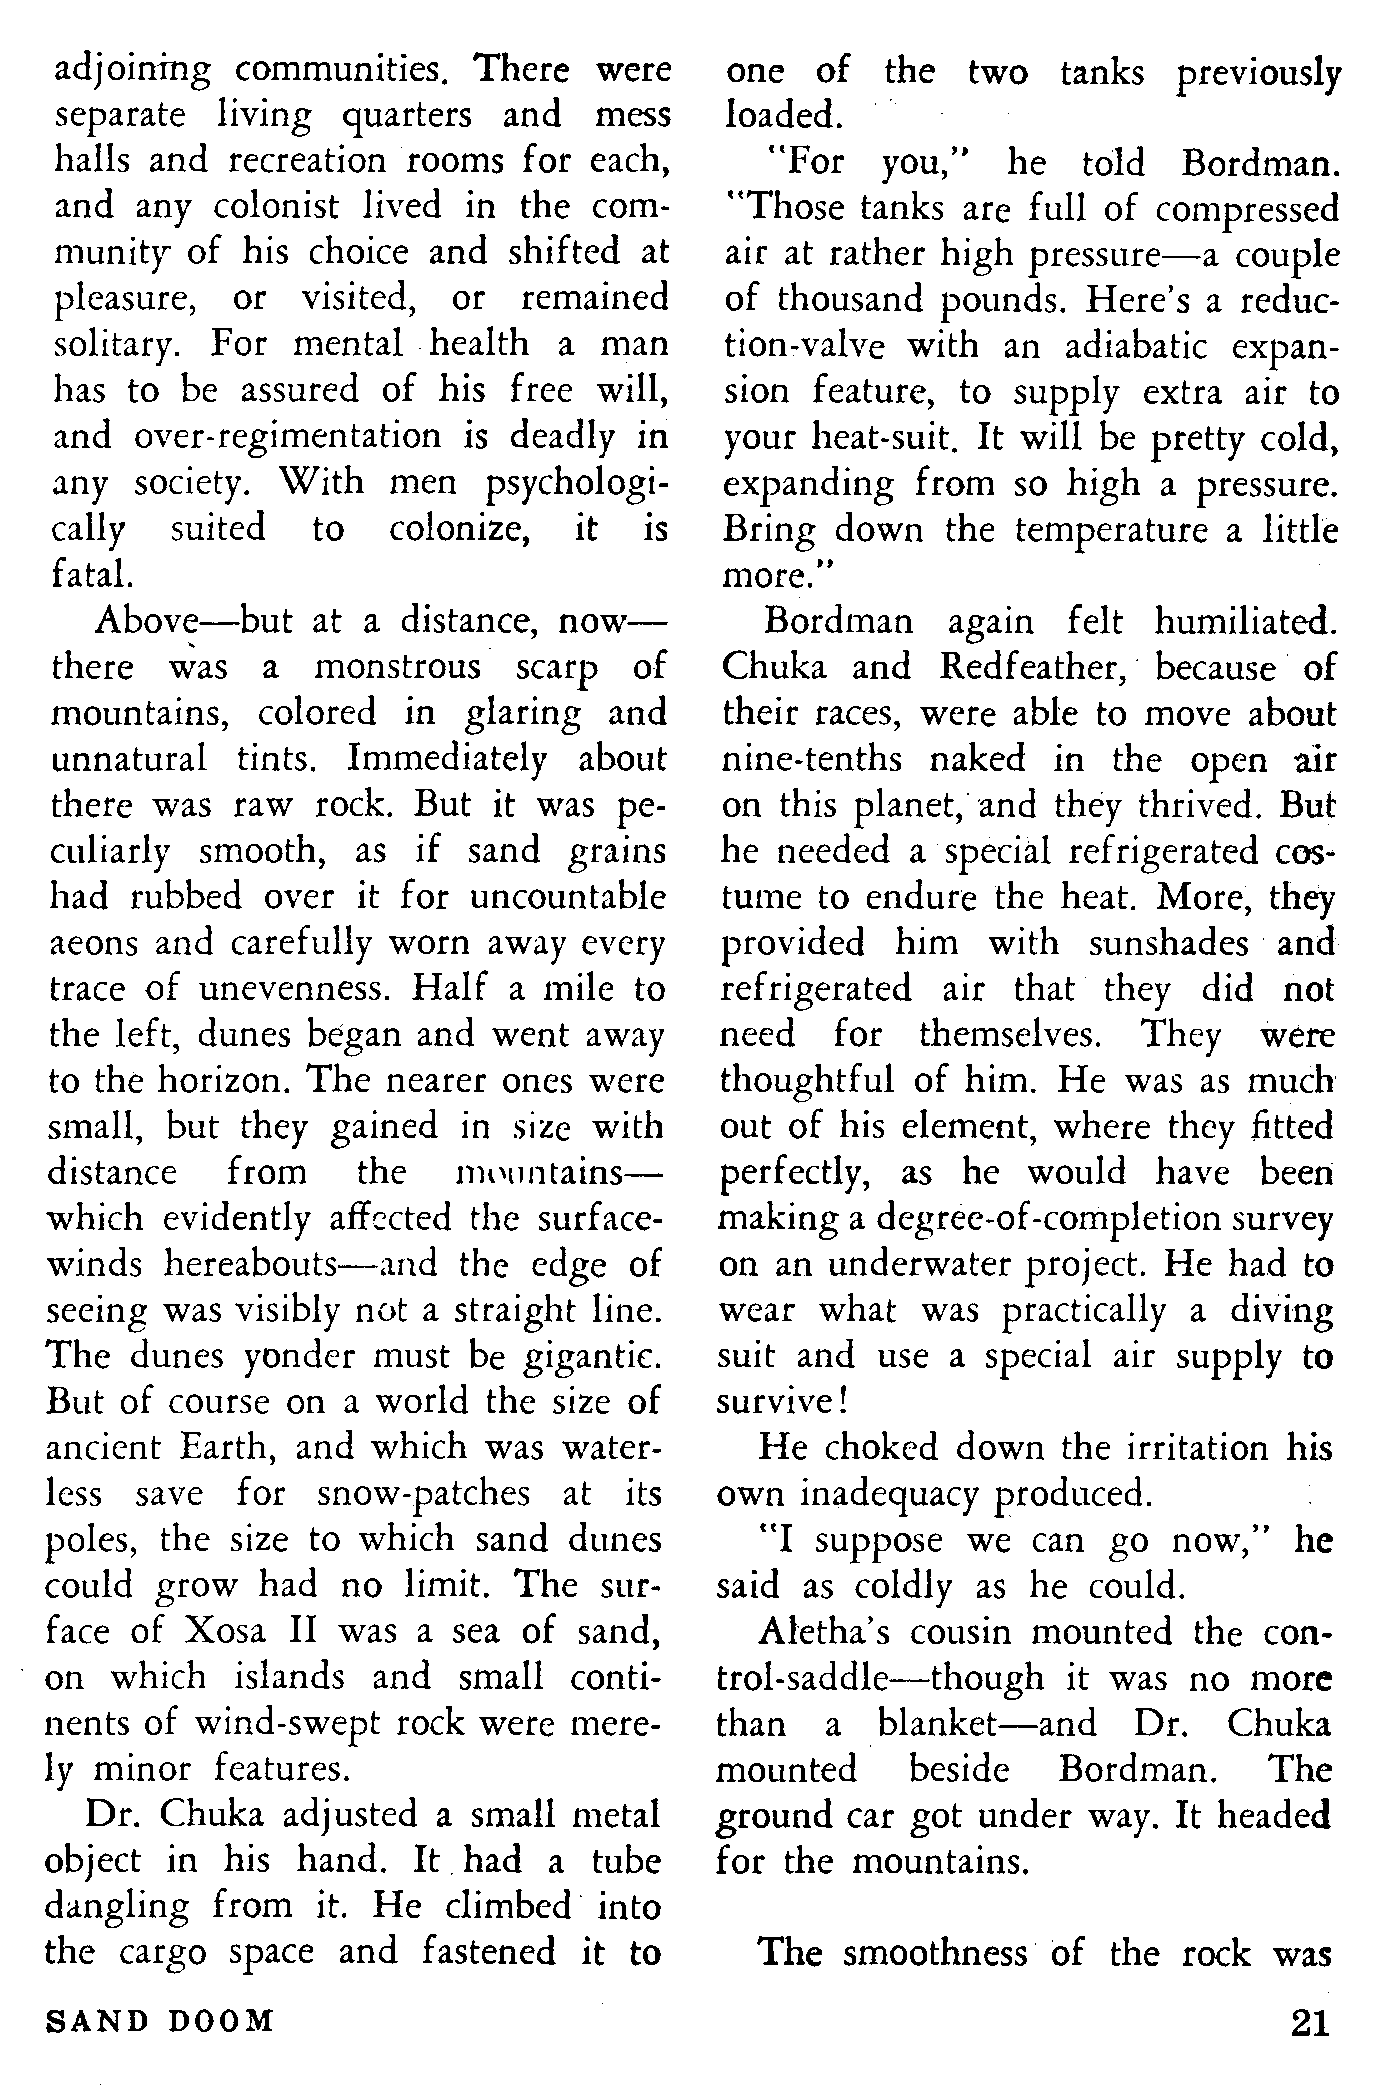 adjoining communities. There were
separate living quarters and mess
halls and recreation rooms for each,
and any colonist lived in the com-
munity of his choice and shifted at
pleasure, or visited, or remained
solitary. For mental health a man
has to be assured of his free will,
and over-regimentation is deadly in
any society. With men psychologi-
cally suited to colonize, it is
fatal.
Above—but at a distance, now—
there was a monstrous scarp of
mountains, colored in glaring and
unnatural tints. Immediately about
there was raw rock. But it was pe-
culiarly smooth, as if sand grains
had rubbed over it for uncountable
aeons and carefully worn away every
trace of unevenness. Half a mile to
the left, dunes began and went away
to the horizon. The nearer ones were
small, but they gained in size with
distance from the mountains—
which evidently affected the surface-
winds hereabouts—and the edge of
seeing was visibly not a straight line.
The dunes yonder must be gigantic.
But of course on a world the size of
ancient Earth, and which was water-
less save for snow-patches at its
poles, the size to which sand dunes
could grow had no limit. The sur-
face of Xosa II was a sea of sand,
on which islands and small conti-
nents of wind-swept rock were mere-
ly minor features.
Dr. Chuka adjusted a small metal
object in his hand. It had a tube
dangling from it. He climbed into
the cargo space and fastened it to
one of the two tanks previously
loaded.
"For you," he told Bordman.
"Those tanks are full of compressed
air at rather high pressure—a couple
of thousand pounds. Here's a reduc-
tion-valve with an adiabatic expan-
sion feature, to supply extra air to
your heat-suit. It will be pretty cold,
expanding from so high a pressure.
Bring down the temperature a little
more."
Bordman again felt humiliated.
Chuka and Redfeather, because of
their races, were able to move about
nine-tenths naked in the open air
on this planet, and they thrived. But
he needed a special refrigerated cos-
tume to endure the heat. More, they
provided him with sunshades and
refrigerated air that they did not
need for themselves. They were
thoughtful of him. He was as much
out of his element, where they fitted
perfectly, as he would have been
making a degree-of-completion survey
on an underwater project. He had to
wear what was practically a diving
suit and use a special air supply to
survive!
He choked down the irritation his
own inadequacy produced.
"I suppose we can go now," he
said as coldly as he could.
Aletha's cousin mounted the con-
trol-saddle—though it was no more
than a blanket—and Dr. Chuka
mounted beside Bordman. The
ground car got under way. It headed
for the mountains.
The smoothness of the rock was
SAND DOOM
21